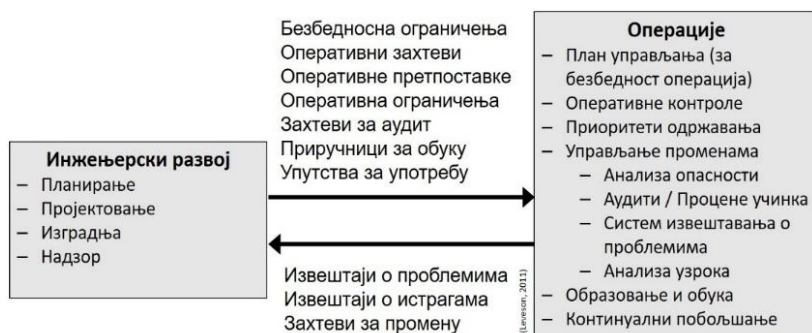 Инжењерски развој
– Планирање
– Пројектовање
– Изградња
– Надзор
Безбедносна ограничења
Оперативни захтеви
Оперативне претпоставке
Оперативна ограничења
Захтеви за аудит
Приручници за обуку
Упутства за употребу
Извештаји о проблемима
Извештаји о истрагама
Захтеви за промену
(Leveson, 2011)
Операције
– План управљања (за
безбедност операција)
– Оперативне контроле
– Приоритети одржавања
– Управљање променама
– Анализа опасности
– Аудити / Процене учинка
– Систем извештавања о
проблемима
– Анализа узрока
– Образовање и обука
– Континуални побољшање